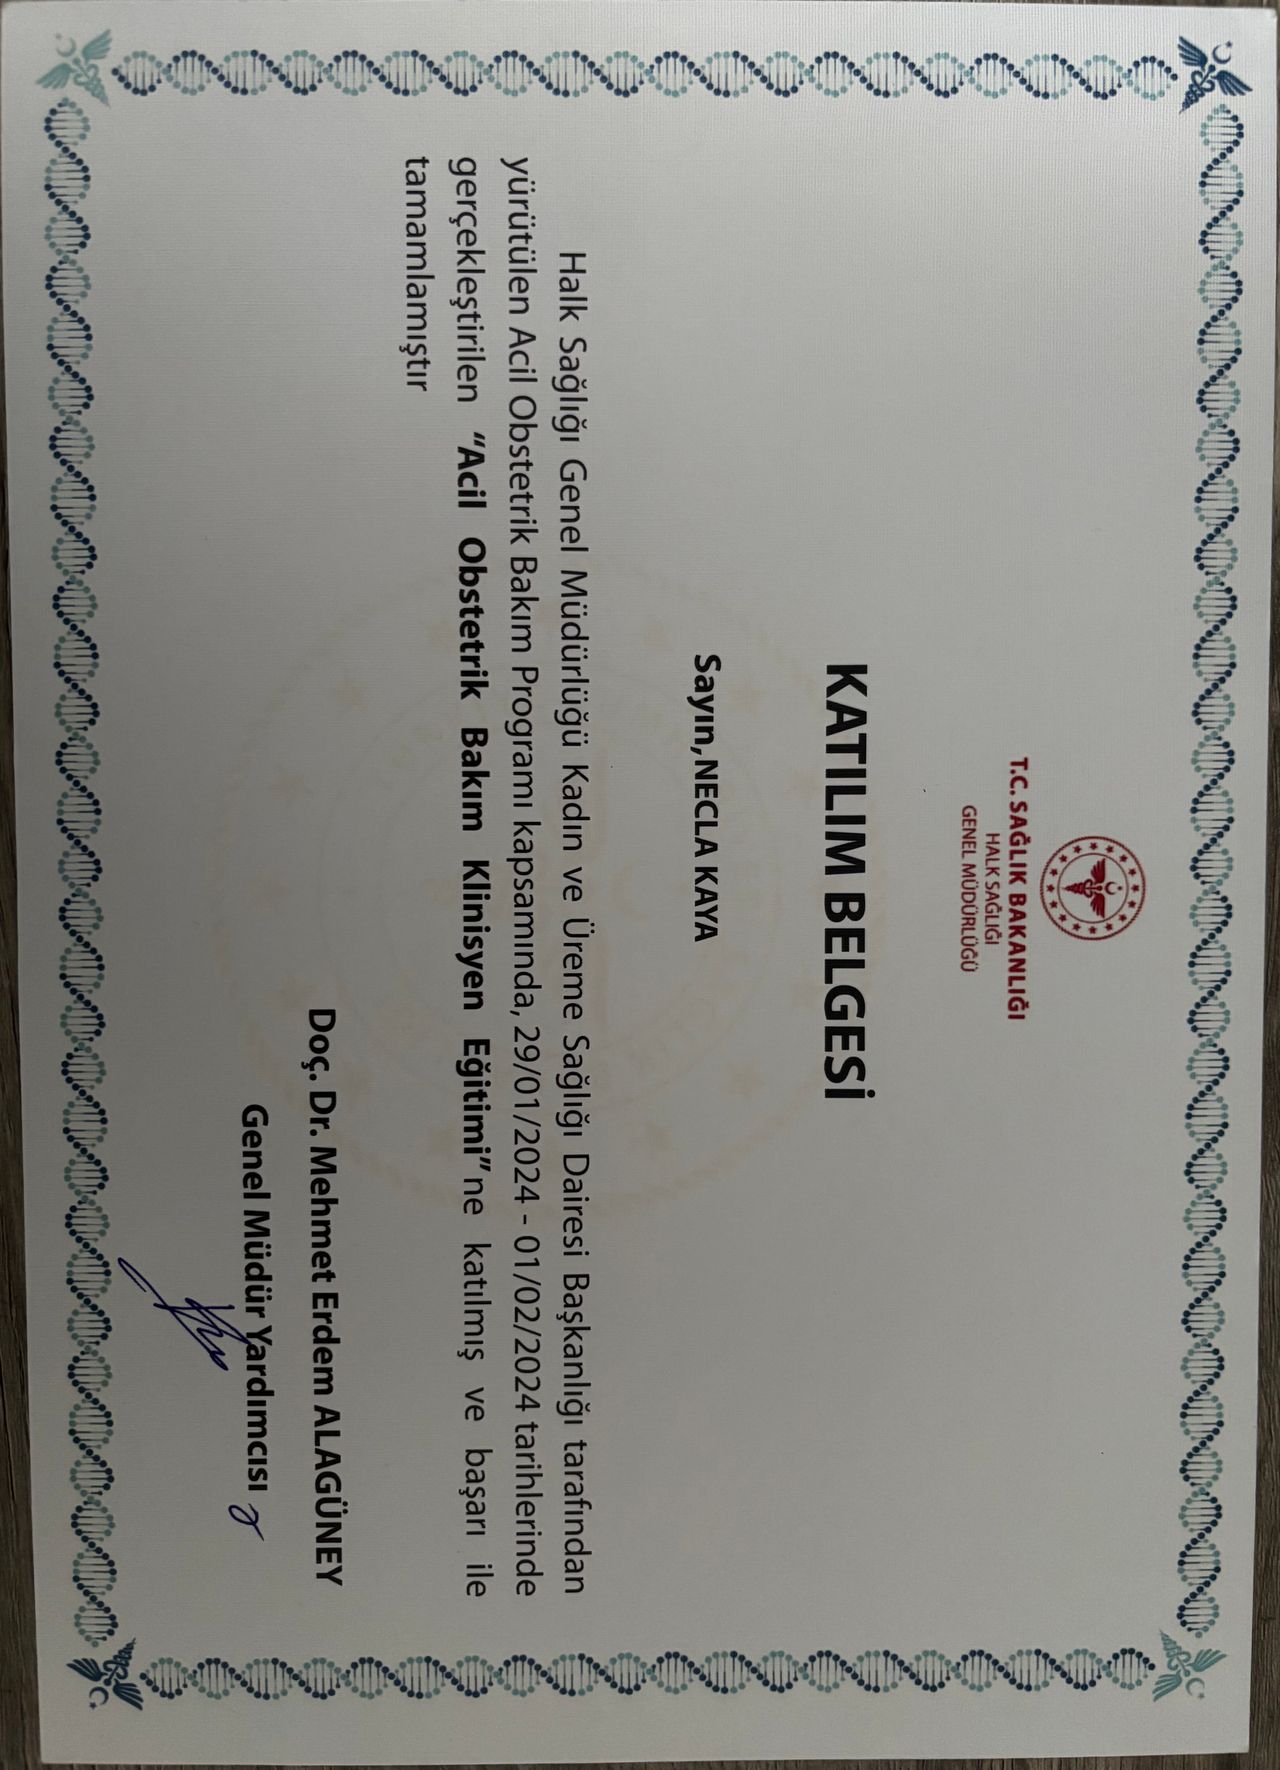 T.C. SAĞLIK BAKANLIĞI
HALK SAĞLIĞI
GENEL MÜDÜRLÜĞÜ
KATILIM BELGESİ
Sayın, NECLA KAYA
Halk Sağlığı Genel Müdürlüğü Kadın ve Üreme Sağlığı Dairesi Başkanlığı tarafından
yürütülen Acil Obstetrik Bakım Programı kapsamında, 29/01/2024 - 01/02/2024 tarihlerinde
gerçekleştirilen "Acil Obstetrik Bakım Klinisyen Eğitimi"ne katılmış ve başarı ile
tamamlamıştır
Doç. Dr. Mehmet Erdem ALAGÜNEY
Genel Müdür Yardımcısı